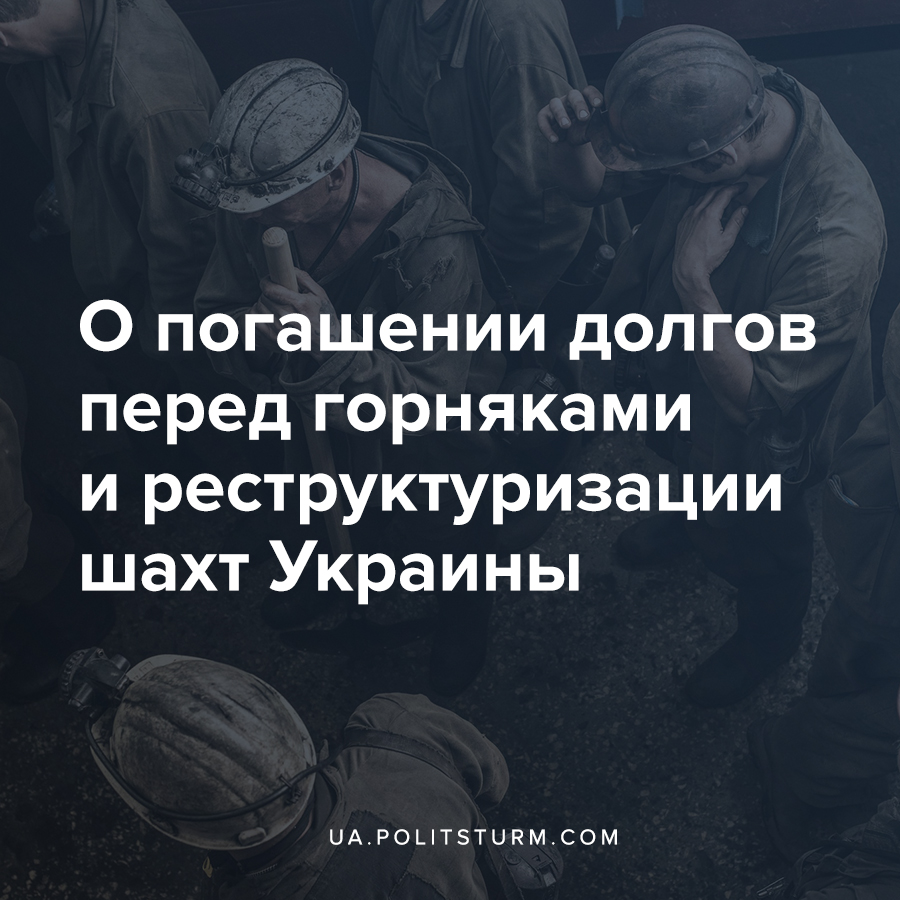 О погашении долгов
перед горняками
и реструктуризации
шахт Украины
UA.POLITSTURM.COM